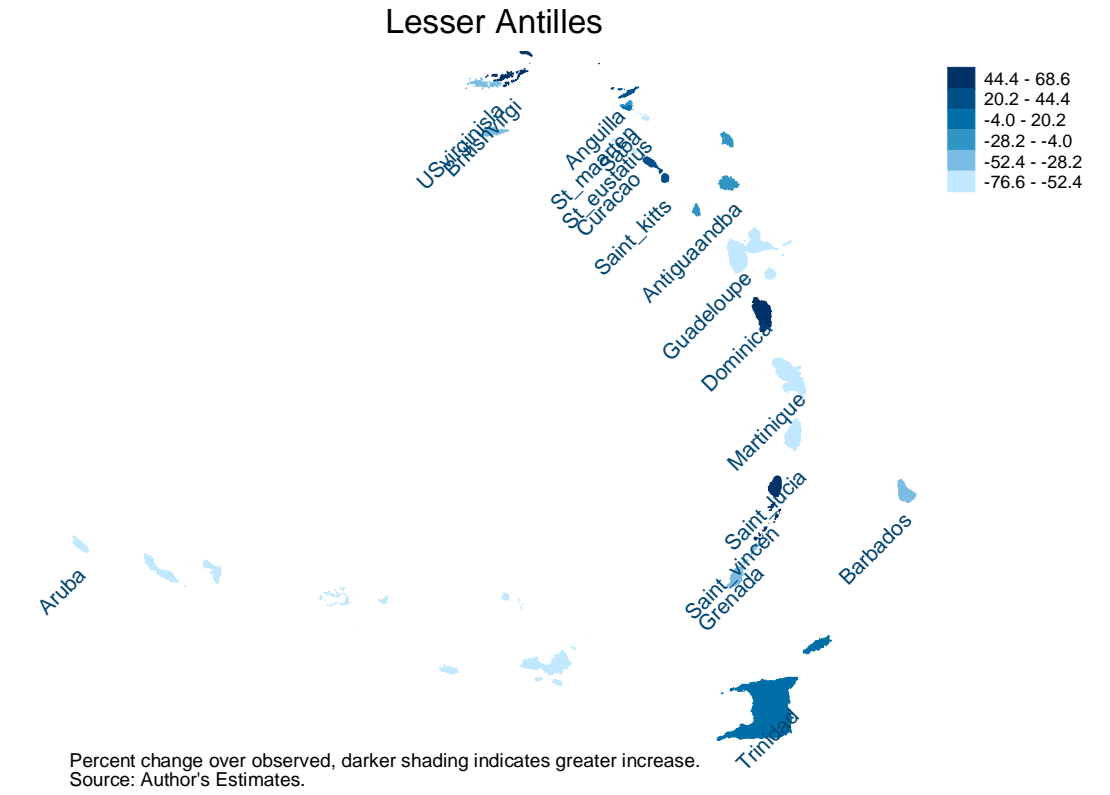 Lesser Antilles
44.4 - 68.6
20.2 - 44.4
-4.0 - 20.2
-28.2 - -4.0
-52.4 - -28.2
-76.6 - -52.4
USvirginisla
Britishvirgi
Anguilla
St_maarten
Saba
St_eustatius
Curacao
Saint_kitts
Antiguaandba
Guadeloupe
Dominica
Martinique
Saint_lucia
Barbados
Saint_vincen
Grenada
Aruba
Trinidad
Percent change over observed, darker shading indicates greater increase.
Source: Author's Estimates.